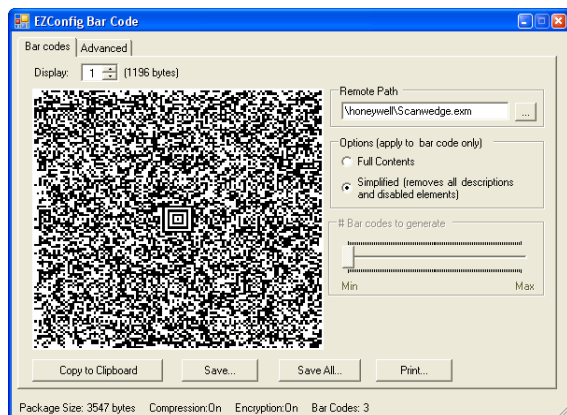 EZConfig Bar Code
Bar codes
Advanced
Display: 1 (1196 bytes)
Remote Path
\honeywell\Scanwedge.exm
...
Options (apply to bar code only)
Full Contents
Simplified (removes all descriptions
and disabled elements)
# Bar codes to generate
Min Max
Copy to Clipboard Save... Save All... Print...
Package Size: 3547 bytes Compression:On Encryption:On Bar Codes: 3